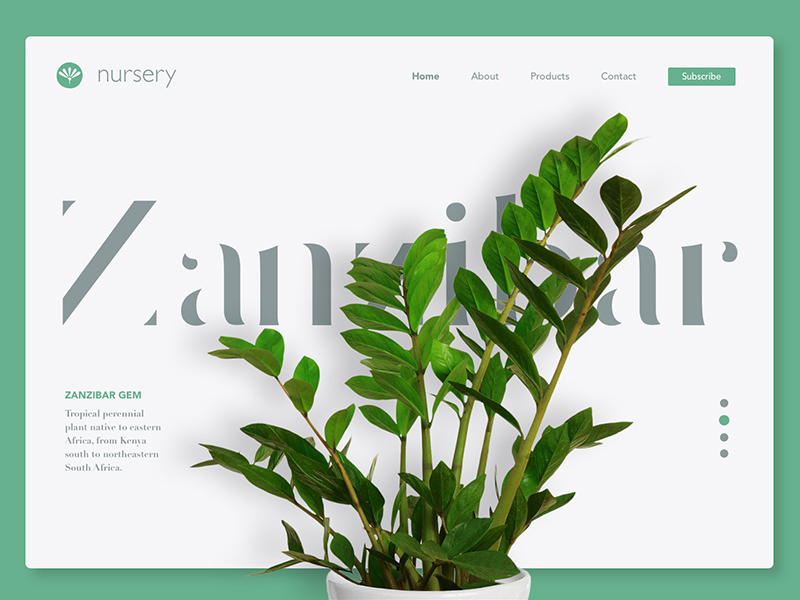 nursery
Home About Products Contact Subscribe
Zanzibar
ZANZIBAR GEM
Tropical perennial
plant native to eastern
Africa, from Kenya
south to northeastern
South Africa.